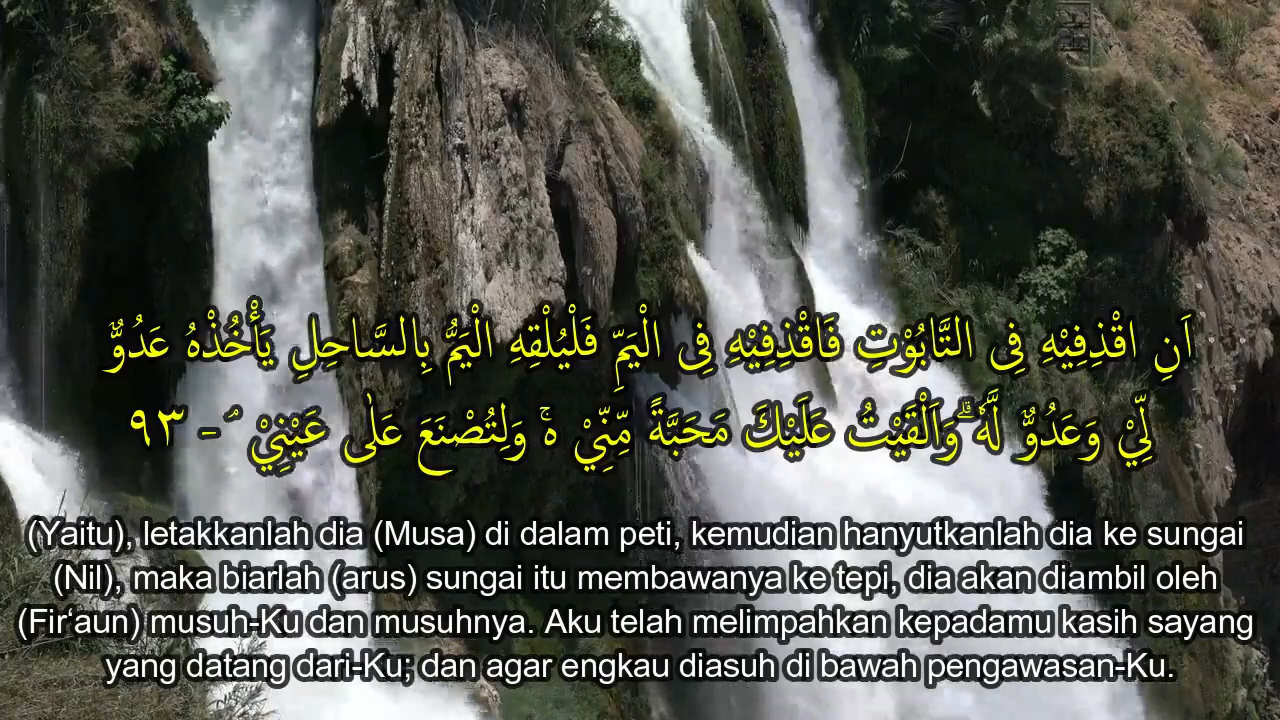 اَنِ اقْذِفِيْهِ فِى التَّابُوْتِ فَاقْذِفِيْهِ فِى الْيَمِّ فَلْيُلْقِهِ الْيَمُّ بِالسَّاحِلِ يَأْخُذْهُ عَدُوٌّ
لِّيْ وَعَدُوٌّ لَّهٗ ۗوَاَلْقَيْتُ عَلَيْكَ مَحَبَّةً مِّنِّيْ ەۚ وَلِتُصْنَعَ عَلٰى عَيْنِيْ ۘ - ٩٣
(Yaitu), letakkanlah dia (Musa) di dalam peti, kemudian hanyutkanlah dia ke sungai
(Nil), maka biarlah (arus) sungai itu membawanya ke tepi, dia akan diambil oleh
(Fir‘aun) musuh-Ku dan musuhnya. Aku telah melimpahkan kepadamu kasih sayang
yang datang dari-Ku; dan agar engkau diasuh di bawah pengawasan-Ku.